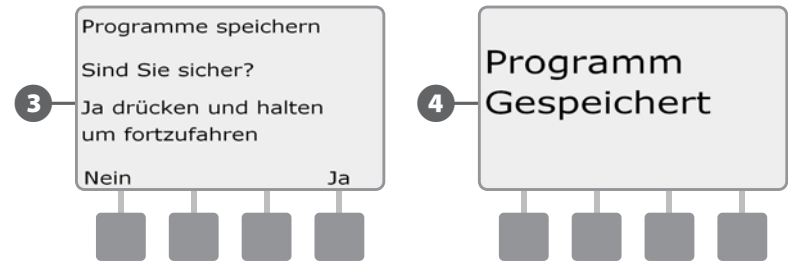 3
Programme speichern
Sind Sie sicher?
Ja drücken und halten
um fortzufahren
Nein Ja
4
Programm
Gespeichert